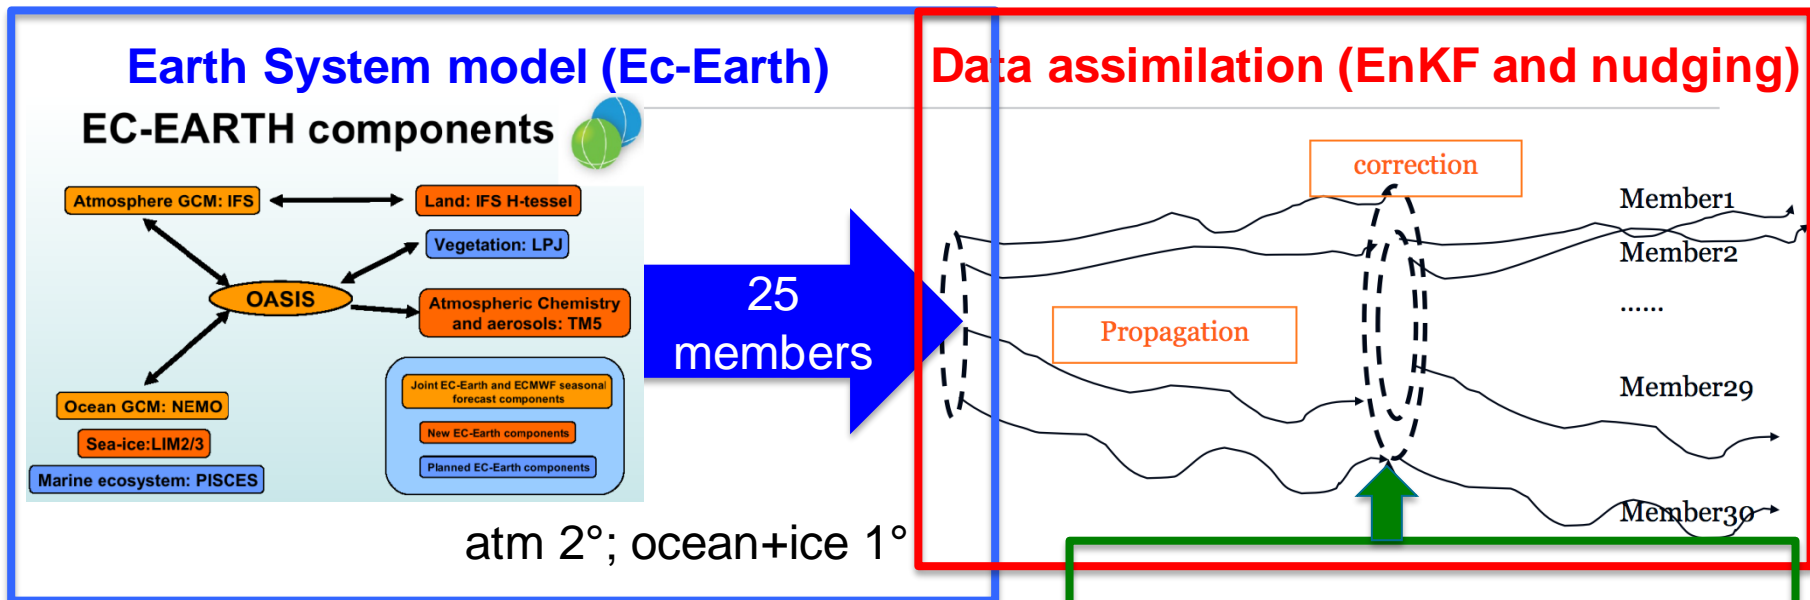 Earth System model (Ec-Earth)
EC-EARTH components
Atmosphere GCM: IFS
Land: IFS H-tessel
Vegetation: LPJ
OASIS
Atmospheric Chemistry
and aerosols: TM5
Ocean GCM: NEMO
Sea-ice:LIM2/3
Marine ecosystem: PISCES
Joint EC-Earth and ECMWF seasonal
forecast components
New EC-Earth components
Planned EC-Earth components
atm 2°; ocean+ice 1°
25
members
Data assimilation (EnKF and nudging)
correction
Propagation
Member1
Member2
......
Member29
Member30